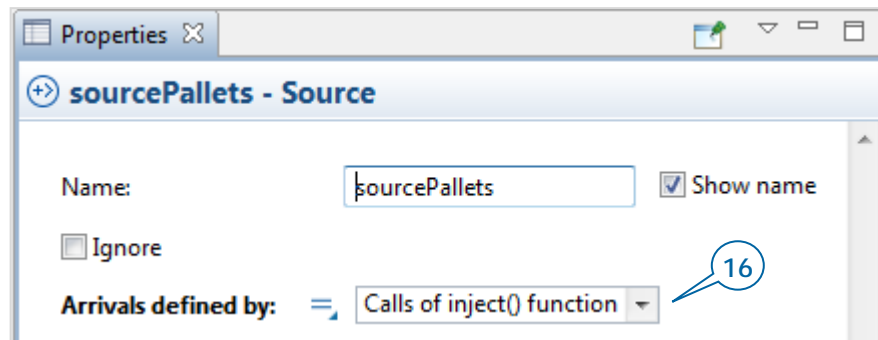 Properties
sourcePallets - Source
Name: sourcePallets Show name
Ignore
16
Arrivals defined by: Calls of inject() function